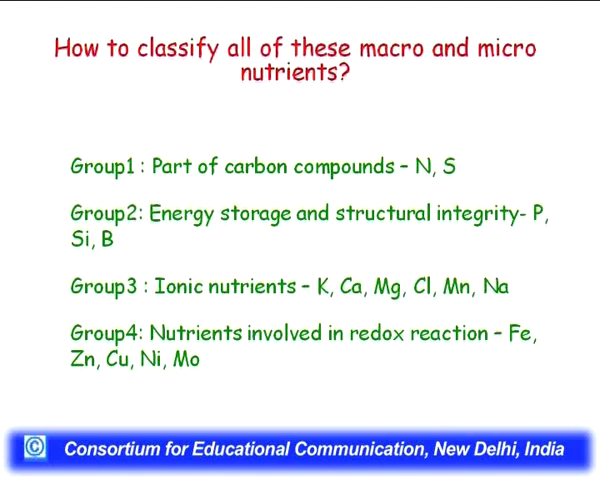 How to classify all of these macro and micro
nutrients?
Group1 : Part of carbon compounds – N, S
Group2: Energy storage and structural integrity- P,
Si, B
Group3 : Ionic nutrients – K, Ca, Mg, Cl, Mn, Na
Group4: Nutrients involved in redox reaction – Fe,
Zn, Cu, Ni, Mo
© Consortium for Educational Communication, New Delhi, India